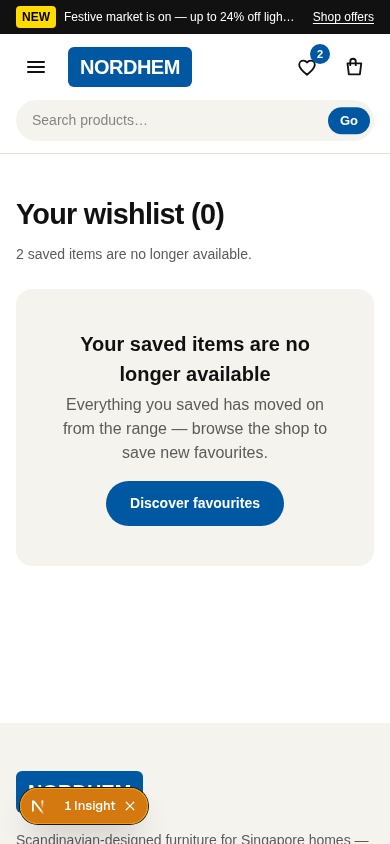 NEW Festive market is on — up to 24% off ligh… Shop offers
NORDHEM
2
Search products…
Go
Your wishlist (0)
2 saved items are no longer available.
Your saved items are no
longer available
Everything you saved has moved on
from the range — browse the shop to
save new favourites.
Discover favourites
NORDHEM
1 Insight
Scandinavian-designed furniture for Singapore homes —